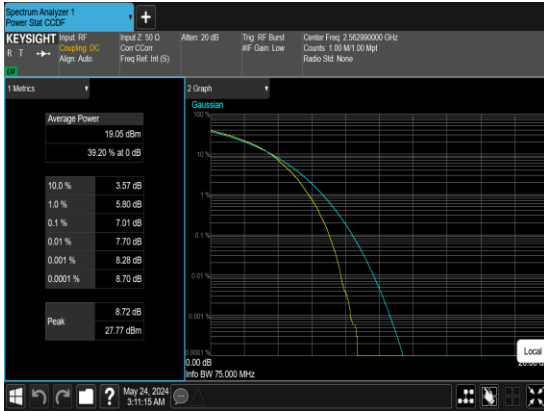 Spectrum Analyzer 1
Power Stat CCDF
+
KEYSIGHT
R T
Input: RF
Coupling: DC
Align: Auto
Input Z: 50 Ω
Corr CCorr
Freq Ref: Int (S)
Atten: 20 dB
Trig: RF Burst
#IF Gain: Low
Center Freq: 2.562990000 GHz
Counts: 1.00 M/1.00 Mpt
Radio Std: None
1 Metrics
Average Power
19.05 dBm
39.20 % at 0 dB
10.0 % 3.57 dB
1.0 % 5.80 dB
0.1 % 7.01 dB
0.01 % 7.70 dB
0.001 % 8.28 dB
0.0001 % 8.70 dB
Peak
8.72 dB
27.77 dBm
2 Graph
Gaussian
100 %
10 %
1 %
0.1 %
0.01 %
0.001 %
0.0001 %
0.00 dB
Info BW 75.000 MHz
Local
?
May 24, 2024
3:11:15 AM